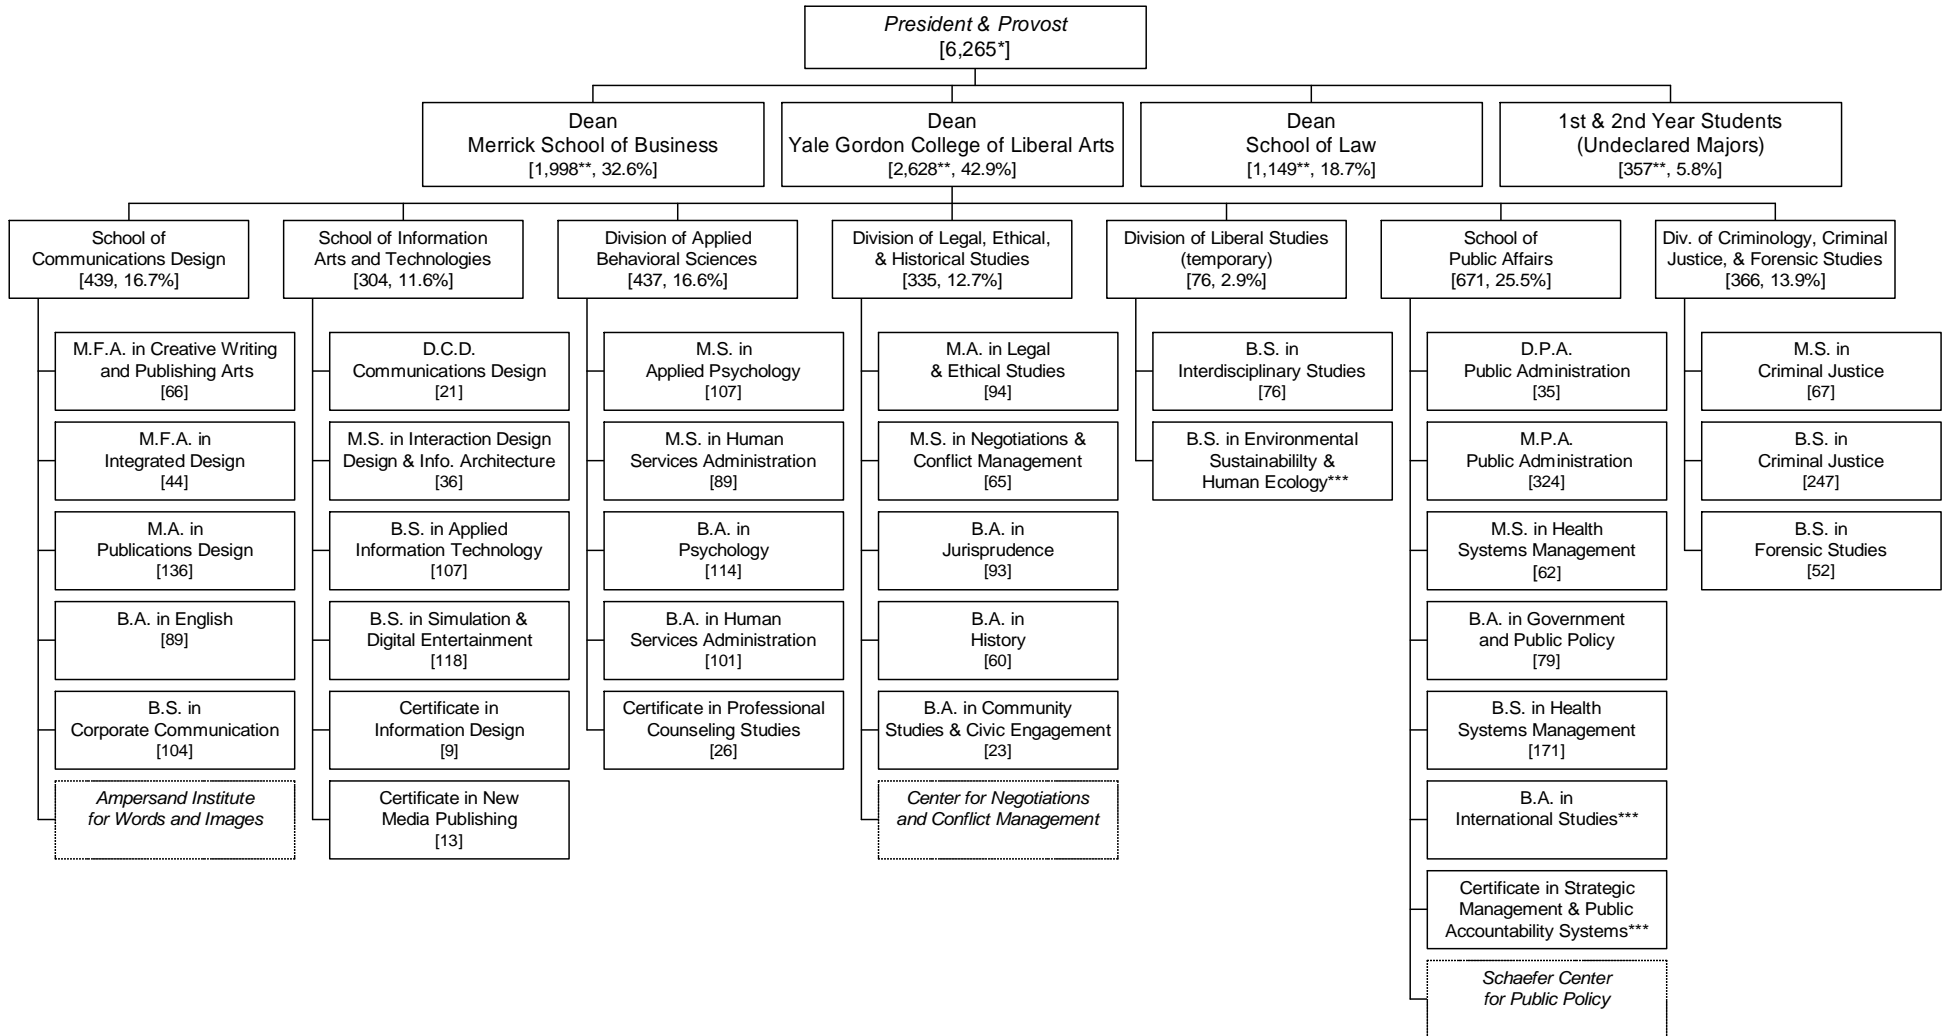 President & Provost
[6,265*]
Dean
Merrick School of Business
[1,998**, 32.6%]
Dean
Yale Gordon College of Liberal Arts
[2,628**, 42.9%]
Dean
School of Law
[1,149**, 18.7%]
1st & 2nd Year Students
(Undeclared Majors)
[357**, 5.8%]
School of
Communications Design
[439, 16.7%]
School of Information
Arts and Technologies
[304, 11.6%]
Division of Applied
Behavioral Sciences
[437, 16.6%]
Division of Legal, Ethical,
& Historical Studies
[335, 12.7%]
Division of Liberal Studies
(temporary)
[76, 2.9%]
School of
Public Affairs
[671, 25.5%]
Div. of Criminology, Criminal
Justice, & Forensic Studies
[366, 13.9%]
M.F.A. in Creative Writing
and Publishing Arts
[66]
M.F.A. in
Integrated Design
[44]
M.A. in
Publications Design
[136]
B.A. in English
[89]
B.S. in
Corporate Communication
[104]
Ampersand Institute
for Words and Images
D.C.D.
Communications Design
[21]
M.S. in Interaction Design
Design & Info. Architecture
[36]
B.S. in Applied
Information Technology
[107]
B.S. in Simulation &
Digital Entertainment
[118]
Certificate in
Information Design
[9]
Certificate in New
Media Publishing
[13]
M.S. in
Applied Psychology
[107]
M.S. in Human
Services Administration
[89]
B.A. in
Psychology
[114]
B.A. in Human
Services Administration
[101]
Certificate in Professional
Counseling Studies
[26]
M.A. in Legal
& Ethical Studies
[94]
M.S. in Negotiations &
Conflict Management
[65]
B.A. in
Jurisprudence
[93]
B.A. in
History
[60]
B.A. in Community
Studies & Civic Engagement
[23]
Center for Negotiations
and Conflict Management
B.S. in
Interdisciplinary Studies
[76]
B.S. in Environmental
Sustainabililty &
Human Ecology***
D.P.A.
Public Administration
[35]
M.P.A.
Public Administration
[324]
M.S. in Health
Systems Management
[62]
B.A. in Government
and Public Policy
[79]
B.S. in Health
Systems Management
[171]
B.A. in
International Studies***
Certificate in Strategic
Management & Public
Accountability Systems***
Schaefer Center
for Public Policy
M.S. in
Criminal Justice
[67]
B.S. in
Criminal Justice
[247]
B.S. in
Forensic Studies
[52]